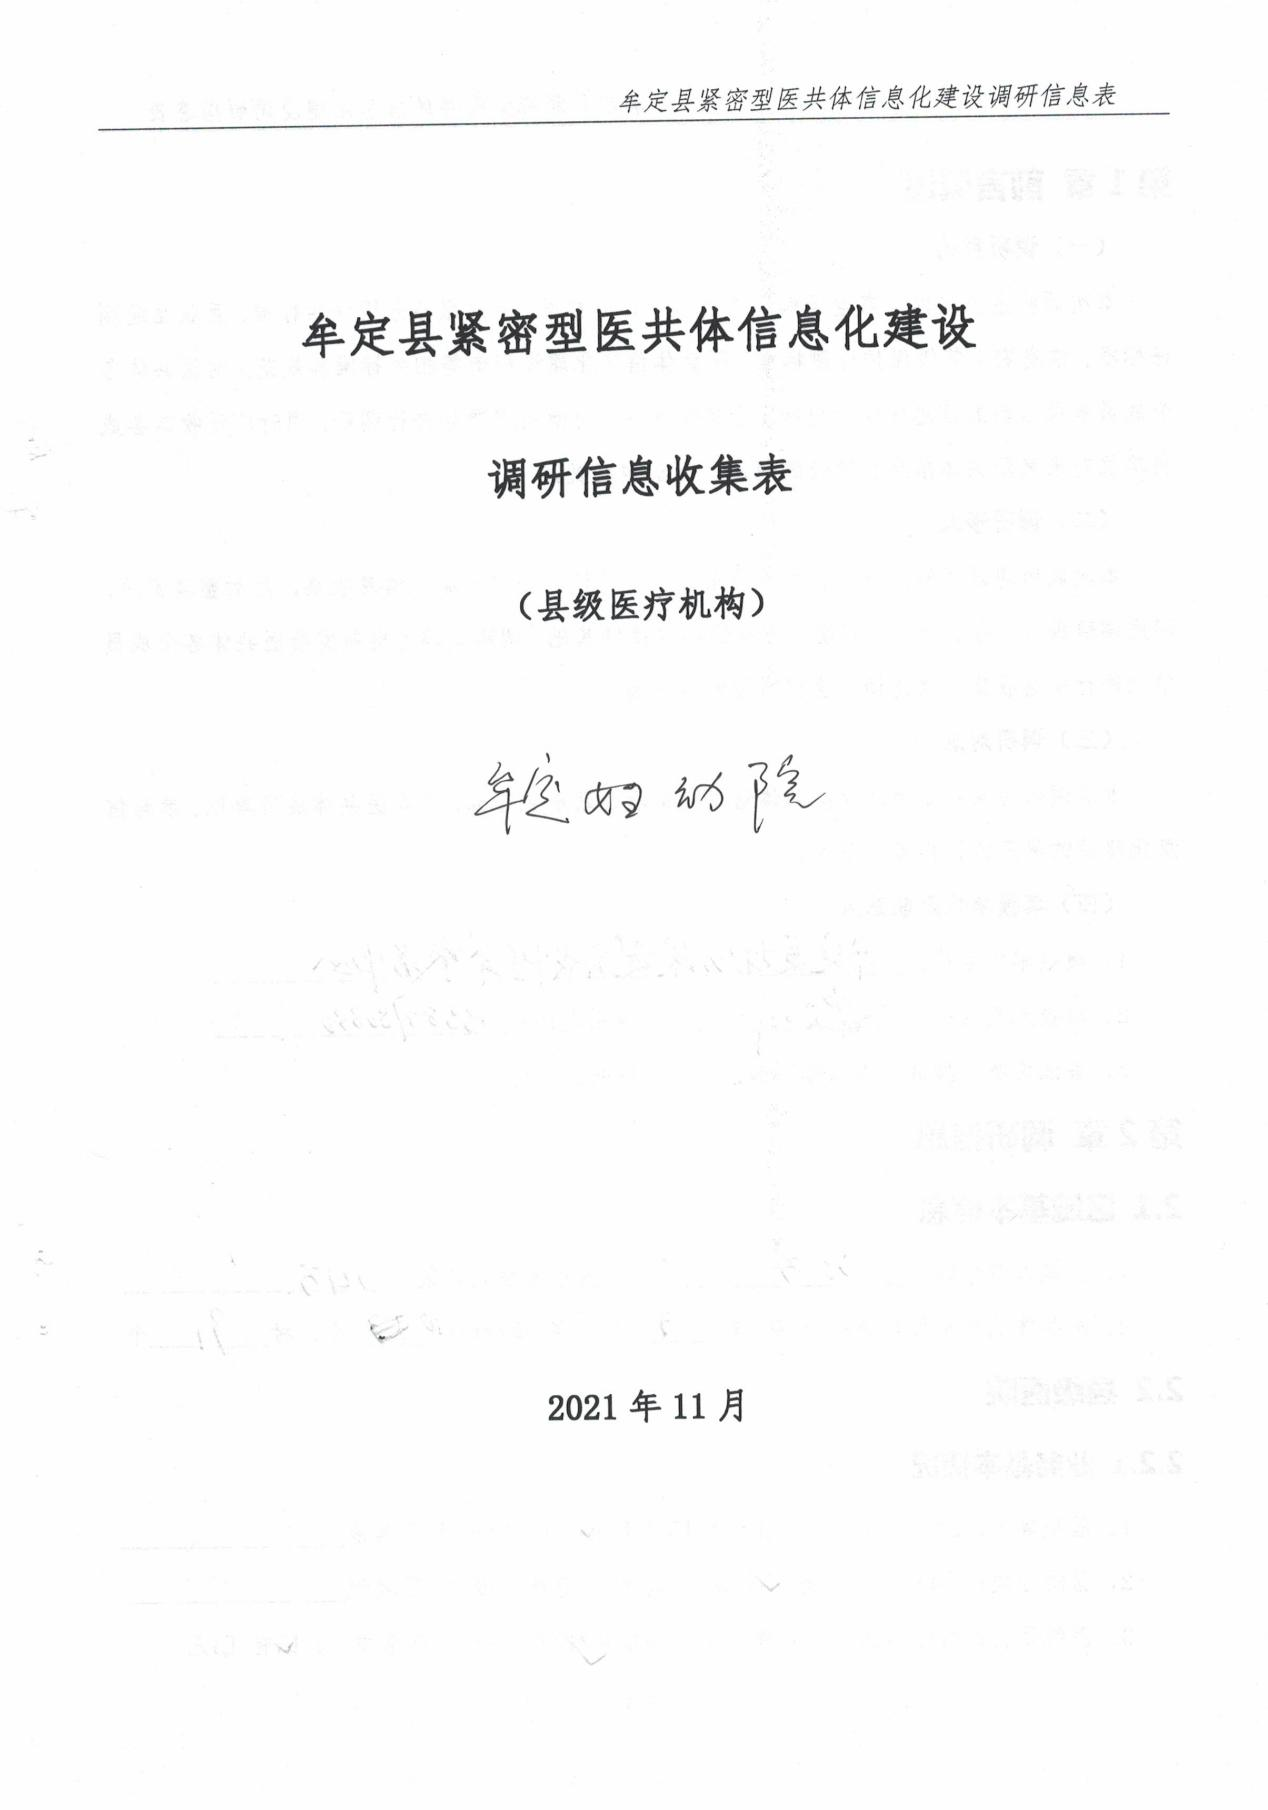 牟定县紧密型医共体信息化建设调研信息表
牟定县紧密型医共体信息化建设
调研信息收集表
（县级医疗机构）
牟定妇幼院
2021 年 11 月